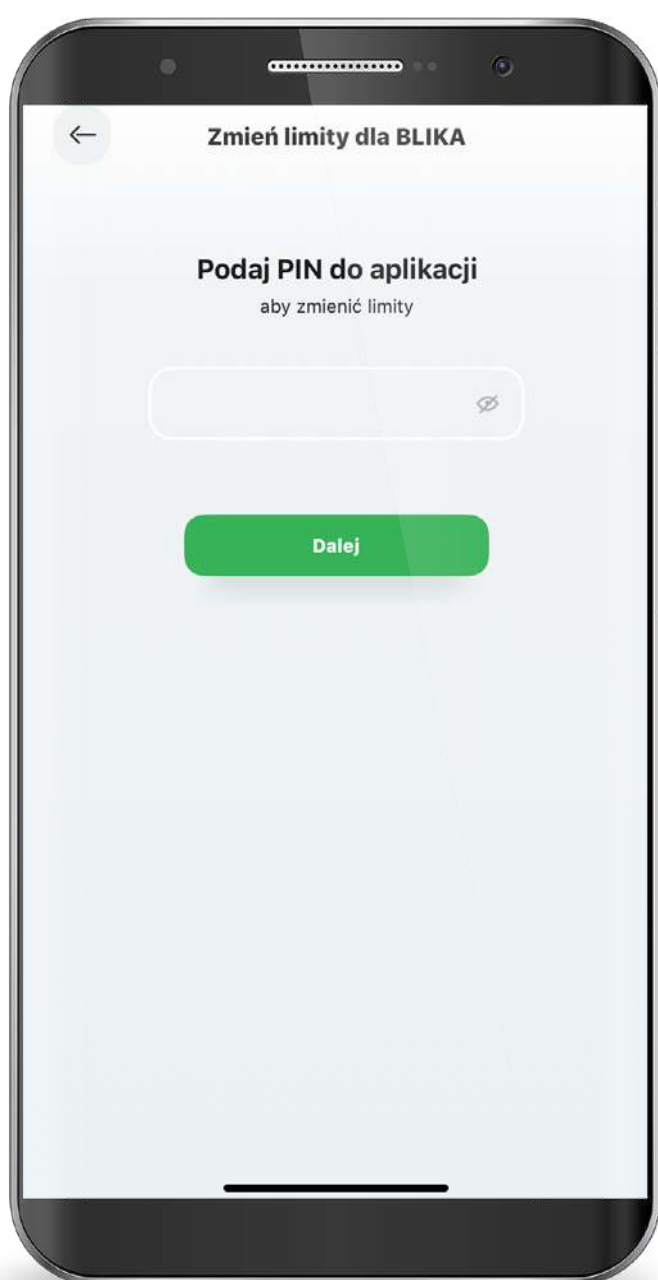 Zmień limity dla BLIKA
Podaj PIN do aplikacji
aby zmienić limity
Dalej